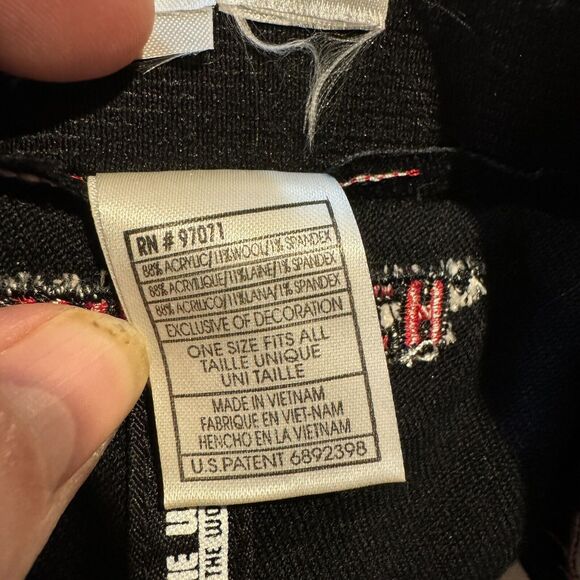 RN # 97071
88% ACRYLIC/11%WOOL/1% SPANDEX
88% ACRYLIQUE/11%LAINE/1% SPANDEX
88% ACRILICO/11%LANA/1% SPANDEX
EXCLUSIVE OF DECORATION
ONE SIZE FITS ALL
TAILLE UNIQUE
UNI TAILLE
MADE IN VIETNAM
FABRIQUE EN VIET-NAM
HENCHO EN LA VIETNAM
U.S.PATENT 6892398
THE WO